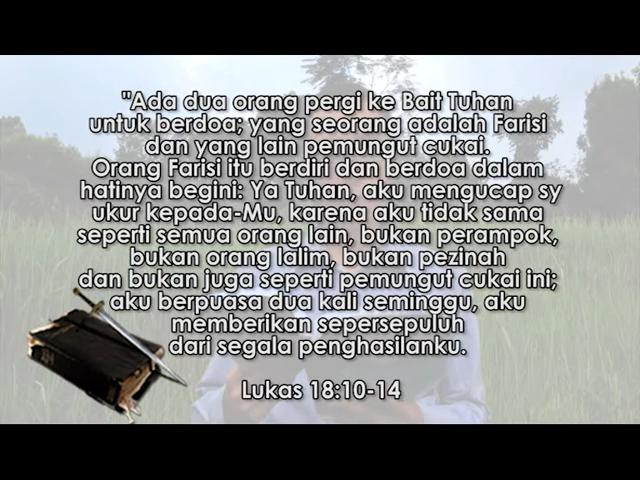 "Ada dua orang pergi ke Bait Tuhan
untuk berdoa; yang seorang adalah Farisi
dan yang lain pemungut cukai.
Orang Farisi itu berdiri dan berdoa dalam
hatinya begini: Ya Tuhan, aku mengucap sy
ukur kepada-Mu, karena aku tidak sama
seperti semua orang lain, bukan perampok,
bukan orang lalim, bukan pezinah
dan bukan juga seperti pemungut cukai ini;
aku berpuasa dua kali seminggu, aku
memberikan sepersepuluh
dari segala penghasilanku.
Lukas 18:10-14